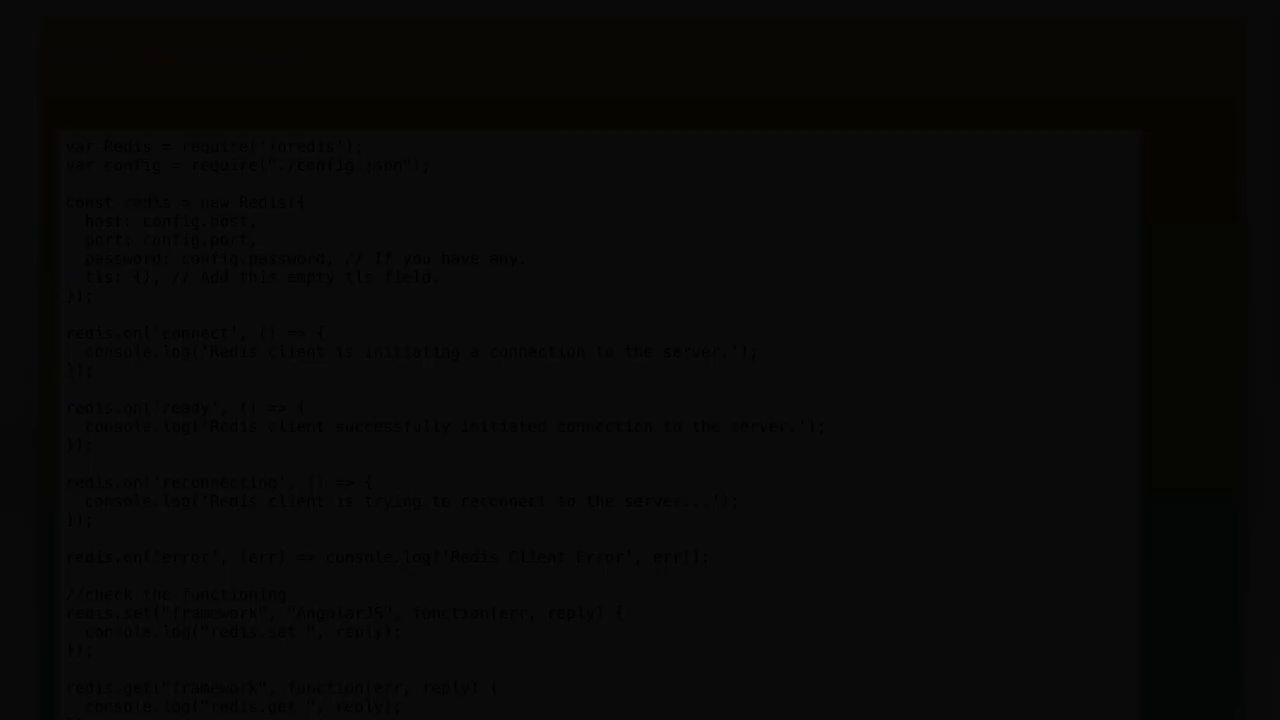 var Redis = require('ioredis');
var config = require("./config.json");
const redis = new Redis({
host: config.host,
port: config.port,
password: config.password, // If you have any.
tls: {}, // Add this empty tls field.
});
redis.on('connect', () => {
console.log('Redis client is initiating a connection to the server.');
});
redis.on('ready', () => {
console.log('Redis client successfully initiated connection to the server.');
});
redis.on('reconnecting', () => {
console.log('Redis client is trying to reconnect to the server...');
});
redis.on('error', (err) => console.log('Redis Client Error', err));
//check the functioning
redis.set("framework", "AngularJS", function(err, reply) {
console.log("redis.set ", reply);
});
redis.get("framework", function(err, reply) {
console.log("redis.get ", reply);